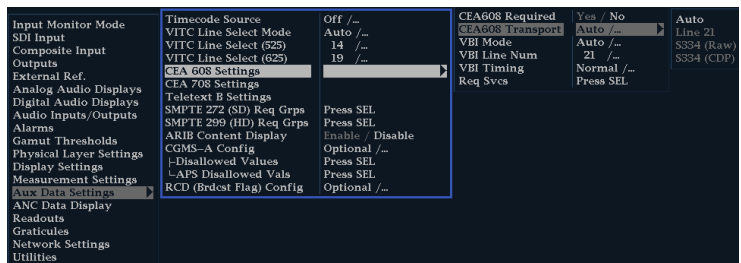 Input Monitor Mode
SDI Input
Composite Input
Outputs
External Ref.
Analog Audio Displays
Digital Audio Displays
Audio Inputs/Outputs
Alarms
Gamut Thresholds
Physical Layer Settings
Display Settings
Measurement Settings
Aux Data Settings
ANC Data Display
Readouts
Graticules
Network Settings
Utilities
Timecode Source Off /...
VITC Line Select Mode Auto /...
VITC Line Select (525) 14 /...
VITC Line Select (625) 19 /...
CEA 608 Settings
CEA 708 Settings
Teletext B Settings
SMPTE 272 (SD) Req Grps Press SEL
SMPTE 299 (HD) Req Grps Press SEL
ARIB Content Display Enable / Disable
CGMS-A Config Optional /...
├Disallowed Values Press SEL
└APS Disallowed Vals Press SEL
RCD (Brdcst Flag) Config Optional /...
CEA608 Required Yes / No
CEA608 Transport Auto /...
VBI Mode Auto /...
VBI Line Num 21 /...
VBI Timing Normal /...
Req Svcs Press SEL
Auto
Line 21
S334 (Raw)
S334 (CDP)